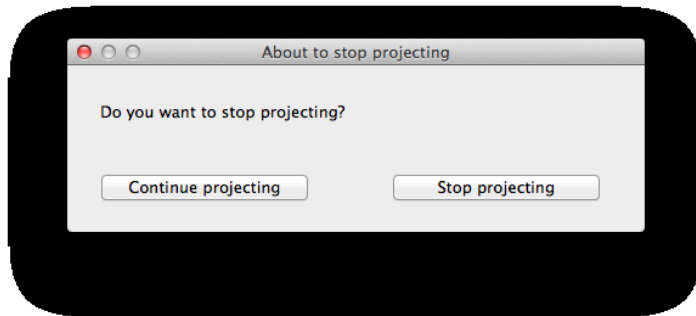 About to stop projecting
Do you want to stop projecting?
Continue projecting
Stop projecting